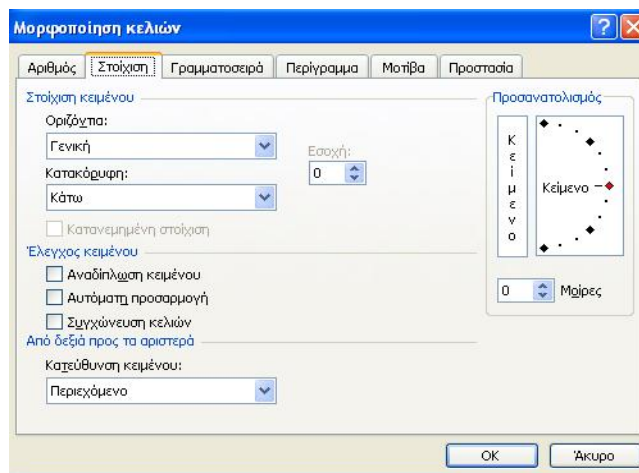 Μορφοποίηση κελιών
Αριθμός Στοίχιση Γραμματοσειρά Περίγραμμα Μοτίβα Προστασία
Στοίχιση κειμένου
Οριζόντια:
Γενική
Εσοχή:
0
Κατακόρυφη:
Κάτω
Κατανεμημένη στοίχιση
Έλεγχος κειμένου
Αναδίπλωση κειμένου
Αυτόματη προσαρμογή
Συγχώνευση κελιών
Από δεξιά προς τα αριστερά
Κατεύθυνση κειμένου:
Περιεχόμενο
Προσανατολισμός
Κείμενο
Κείμενο
0 Μοίρες
OK Άκυρο